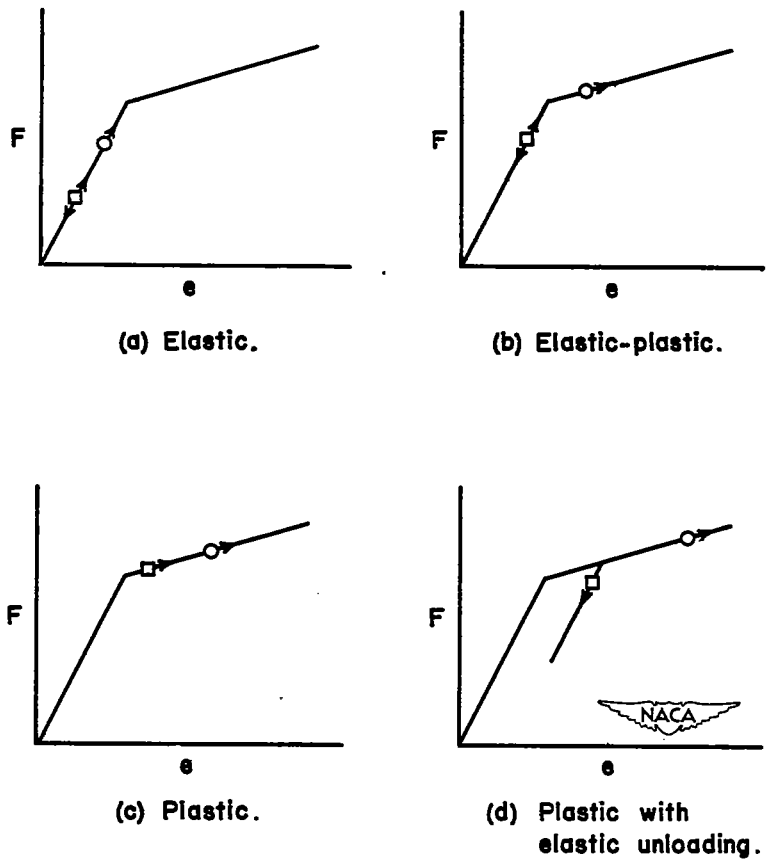 F
e
(a) Elastic.
F
e
(b) Elastic-plastic.
F
e
(c) Plastic.
F
e
NACA
(d) Plastic with
elastic unloading.